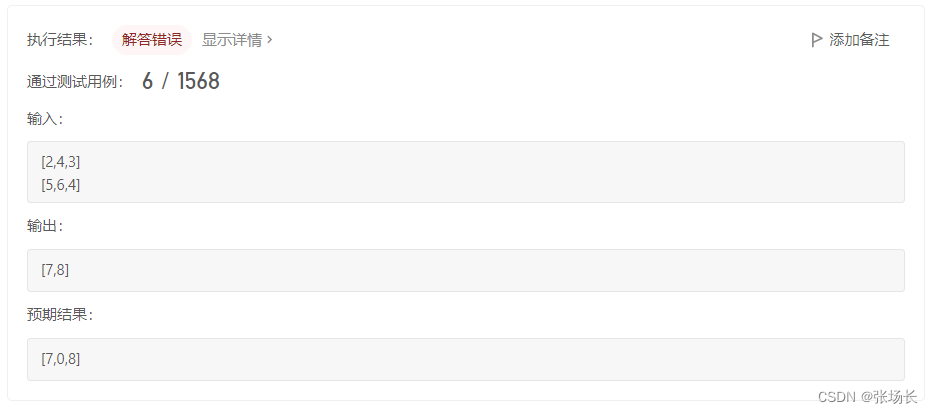 执行结果： 解答错误 显示详情 > 添加备注
通过测试用例： 6 / 1568
输入：
[2,4,3]
[5,6,4]
输出：
[7,8]
预期结果：
[7,0,8]
CSDN @张场长